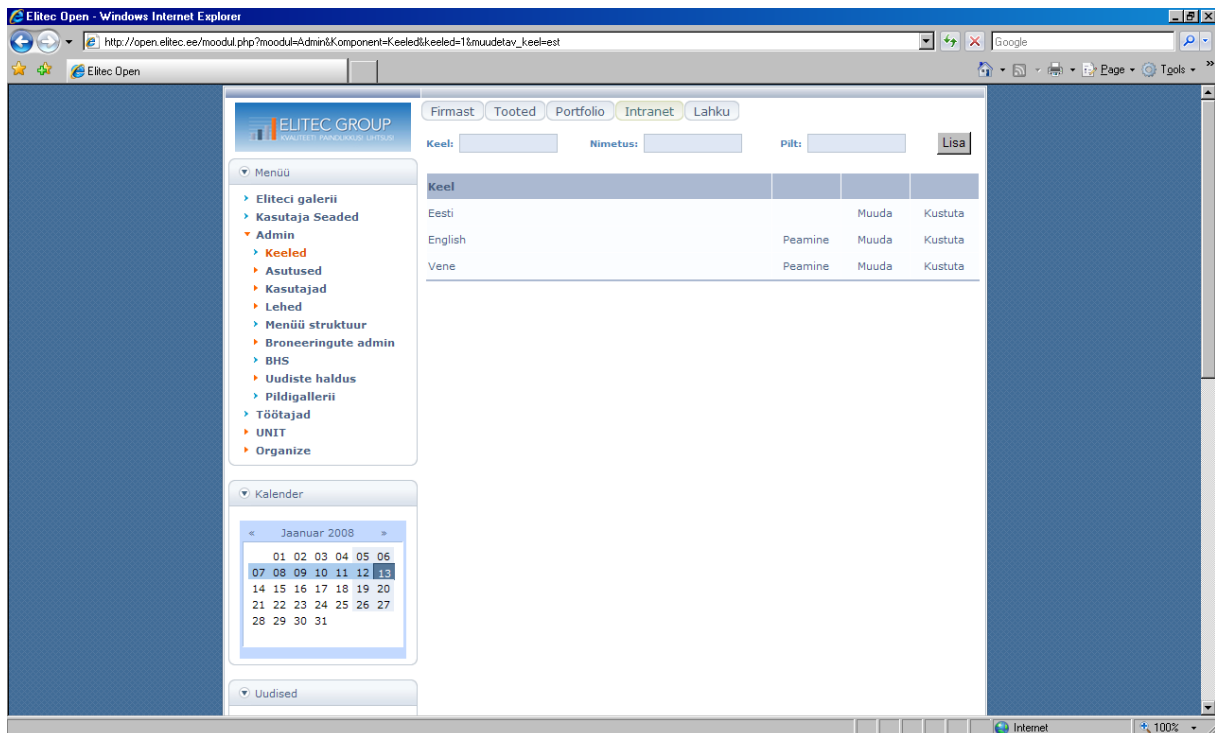 Elitec Open - Windows Internet Explorer
http://open.elitec.ee/moodul.php?moodul=Admin&Komponent=Keeled&keeled=1&muudetav_keel=est
Google
Elitec Open
Page
Tools
ELITEC GROUP
KVALITEETI PAINDLIKKUSI ÜHTSUSI
Firmast Tooted Portfolio Intranet Lahku
Keel: Nimetus: Pilt: Lisa
Menüü
Eliteci galerii
Kasutaja Seaded
Admin
Keeled
Asutused
Kasutajad
Lehed
Menüü struktuur
Broneeringute admin
BHS
Uudiste haldus
Pildigallerii
Töötajad
UNIT
Organize
Keel
Eesti Muuda Kustuta
English Peamine Muuda Kustuta
Vene Peamine Muuda Kustuta
Kalender
« Jaanuar 2008 »
01 02 03 04 05 06
07 08 09 10 11 12 13
14 15 16 17 18 19 20
21 22 23 24 25 26 27
28 29 30 31
Uudised
Internet
100%